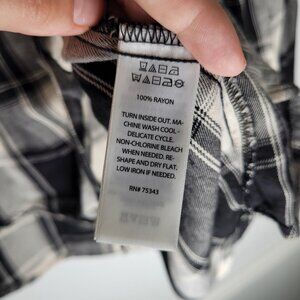 100% RAYON
TURN INSIDE OUT. MA-
CHINE WASH COOL -
DELICATE CYCLE.
NON-CHLORINE BLEACH
WHEN NEEDED. RE-
SHAPE AND DRY FLAT.
LOW IRON IF NEEDED.
RN# 75343